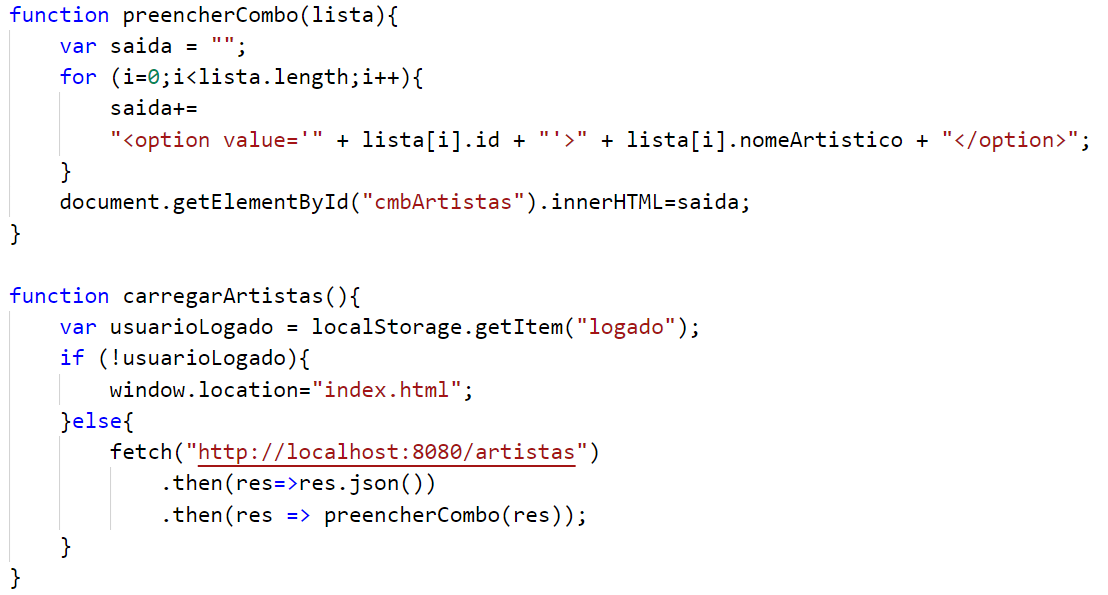 function preencherCombo(lista){
    var saida = "";
    for (i=0;i<lista.length;i++){
        saida+=
        "<option value='" + lista[i].id + "'>" + lista[i].nomeArtistico + "</option>";
    }
    document.getElementById("cmbArtistas").innerHTML=saida;
}

function carregarArtistas(){
    var usuarioLogado = localStorage.getItem("logado");
    if (!usuarioLogado){
        window.location="index.html";
    }else{
        fetch("http://localhost:8080/artistas")
            .then(res=>res.json())
            .then(res => preencherCombo(res));
    }
}